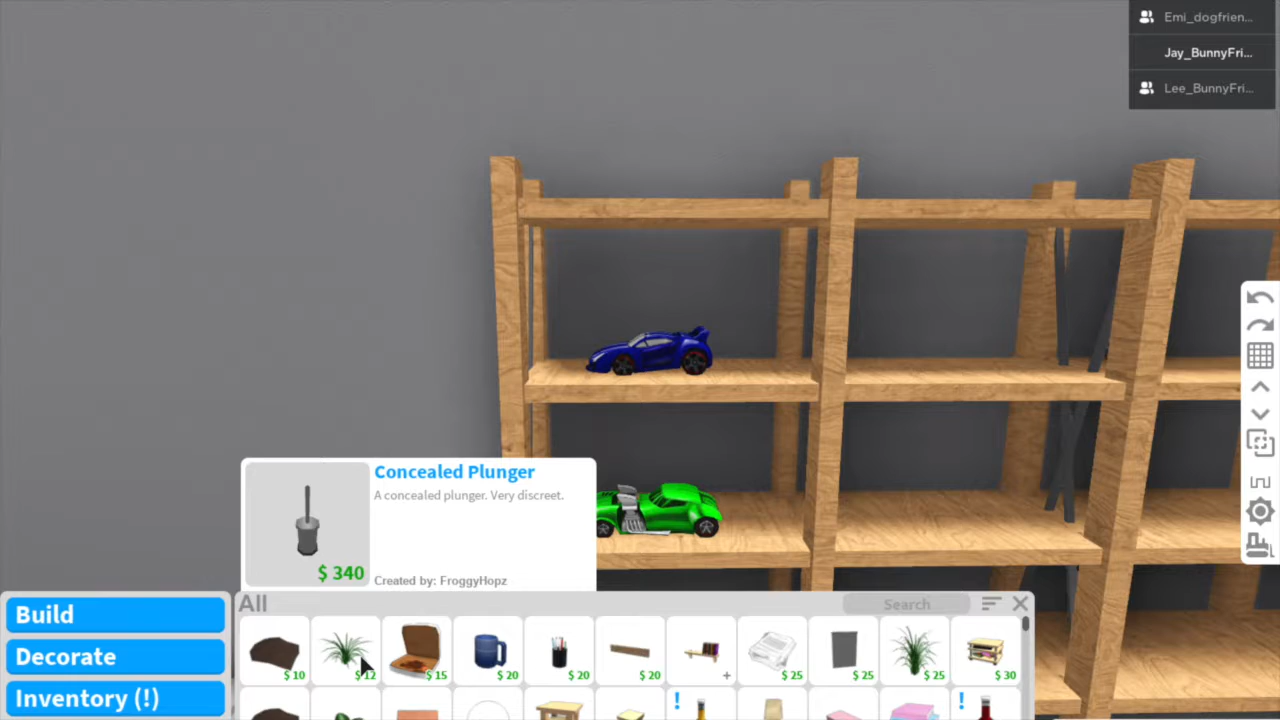 Emi_dogfrien...
Jay_BunnyFri...
Lee_BunnyFri...
Concealed Plunger
A concealed plunger. Very discreet.
$ 340
Created by: FroggyHopz
Build
Decorate
Inventory (!)
All
Search
$ 10
$ 12
$ 15
$ 20
$ 20
$ 20
+
$ 25
$ 25
$ 25
$ 30
!
!